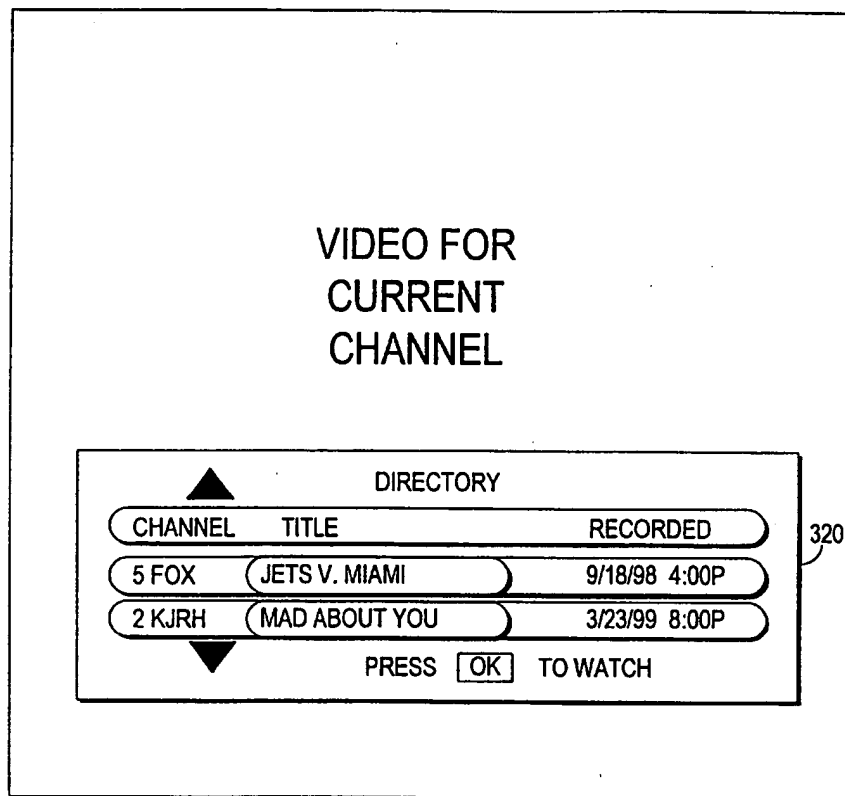 VIDEO FOR
CURRENT
CHANNEL
DIRECTORY
CHANNEL TITLE RECORDED
5 FOX JETS V. MIAMI 9/18/98 4:00P
2 KJRH MAD ABOUT YOU 3/23/99 8:00P
PRESS OK TO WATCH
320